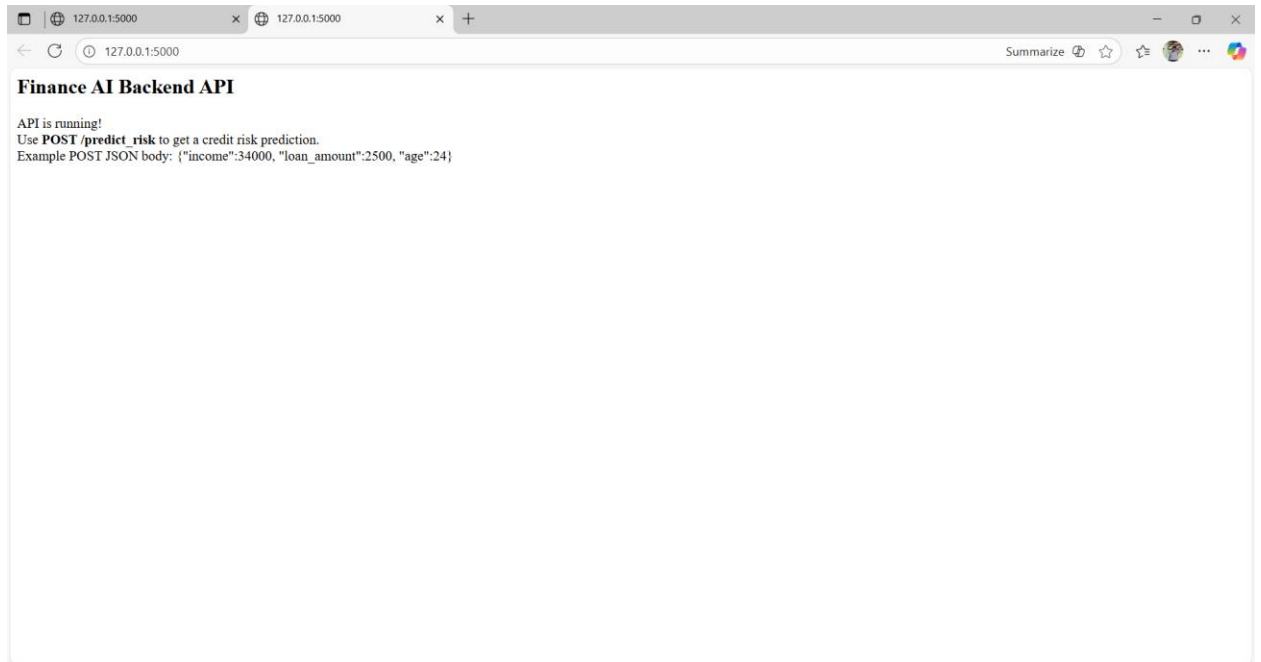 127.0.0.1:5000
127.0.0.1:5000
127.0.0.1:5000
Summarize
Finance AI Backend API
API is running!
Use POST /predict_risk to get a credit risk prediction.
Example POST JSON body: {"income":34000, "loan_amount":2500, "age":24}